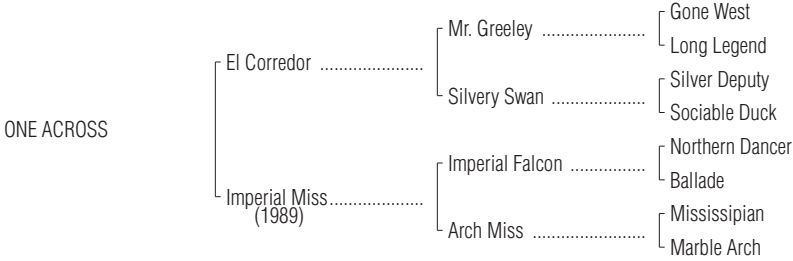 Gone West
Mr. Greeley ......................
Long Legend
El Corredor ......................
Silver Deputy
Silvery Swan ....................
Sociable Duck
ONE ACROSS
Northern Dancer
Imperial Falcon ................
Ballade
Imperial Miss....................
(1989)
Mississipian
Arch Miss ........................
Marble Arch